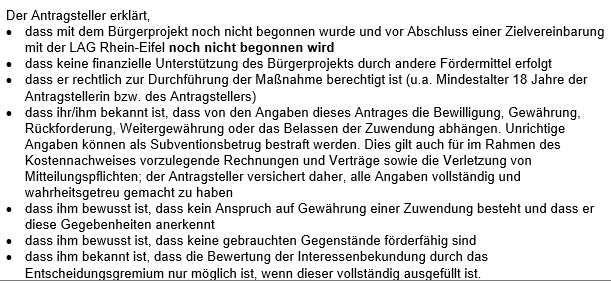 Der Antragsteller erklärt,
• dass mit dem Bürgerprojekt noch nicht begonnen wurde und vor Abschluss einer Zielvereinbarung
mit der LAG Rhein-Eifel noch nicht begonnen wird
• dass keine finanzielle Unterstützung des Bürgerprojekts durch andere Fördermittel erfolgt
• dass er rechtlich zur Durchführung der Maßnahme berechtigt ist (u.a. Mindestalter 18 Jahre der
Antragstellerin bzw. des Antragstellers)
• dass ihr/ihm bekannt ist, dass von den Angaben dieses Antrages die Bewilligung, Gewährung,
Rückforderung, Weitergewährung oder das Belassen der Zuwendung abhängen. Unrichtige
Angaben können als Subventionsbetrug bestraft werden. Dies gilt auch für im Rahmen des
Kostennachweises vorzulegende Rechnungen und Verträge sowie die Verletzung von
Mitteilungspflichten; der Antragsteller versichert daher, alle Angaben vollständig und
wahrheitsgetreu gemacht zu haben
• dass ihm bewusst ist, dass kein Anspruch auf Gewährung einer Zuwendung besteht und dass er
diese Gegebenheiten anerkennt
• dass ihm bewusst ist, dass keine gebrauchten Gegenstände förderfähig sind
• dass ihm bekannt ist, dass die Bewertung der Interessenbekundung durch das
Entscheidungsgremium nur möglich ist, wenn dieser vollständig ausgefüllt ist.